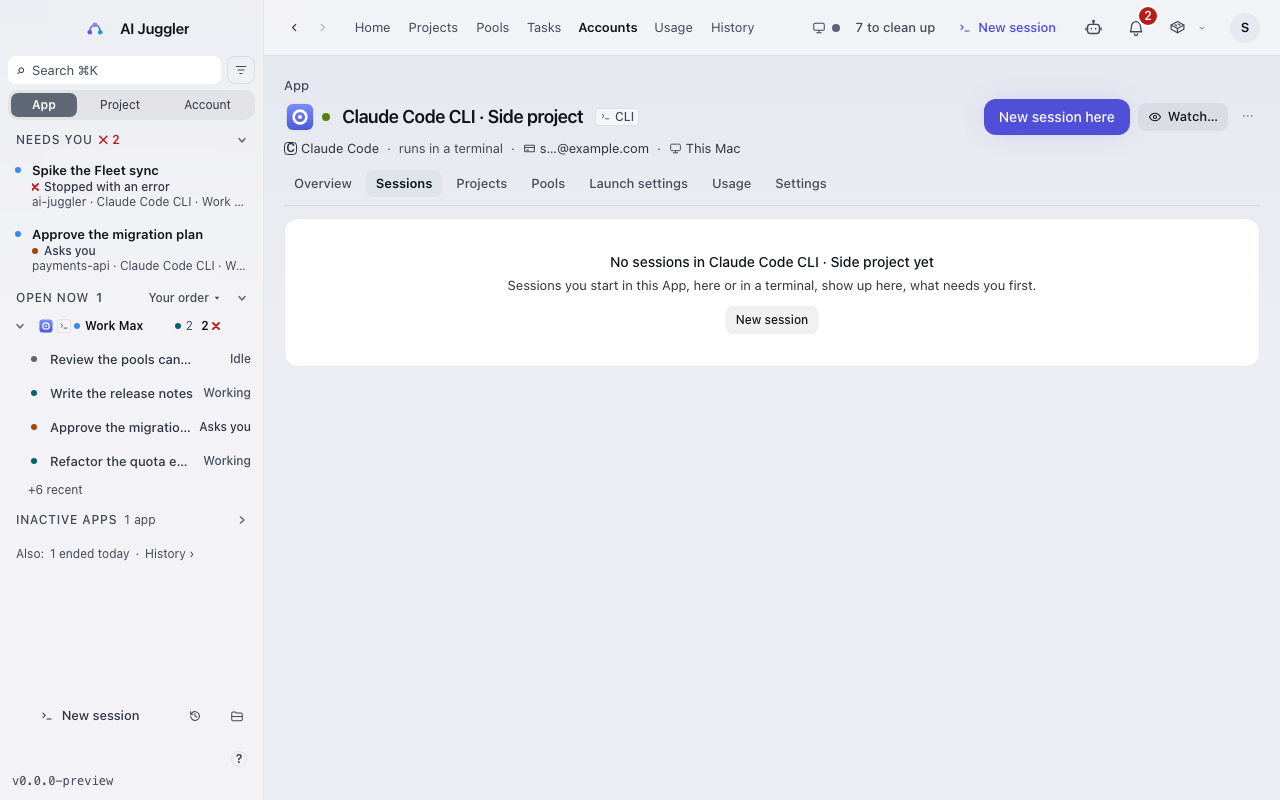 AI Juggler
Search ⌘K
App Project Account
NEEDS YOU 2
Spike the Fleet sync
Stopped with an error
ai-juggler · Claude Code CLI · Work ...
Approve the migration plan
Asks you
payments-api · Claude Code CLI · W...
OPEN NOW 1 Your order
Work Max 2 2
Review the pools can... Idle
Write the release notes Working
Approve the migratio... Asks you
Refactor the quota e... Working
+6 recent
INACTIVE APPS 1 app
Also: 1 ended today · History ›
New session
?
v0.0.0-preview
Home Projects Pools Tasks Accounts Usage History 7 to clean up New session 2 S
App
Claude Code CLI · Side project CLI
New session here Watch... ...
Claude Code · runs in a terminal · s...@example.com · This Mac
Overview Sessions Projects Pools Launch settings Usage Settings
No sessions in Claude Code CLI · Side project yet
Sessions you start in this App, here or in a terminal, show up here, what needs you first.
New session